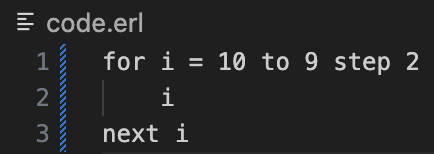 code.erl
1 for i = 10 to 9 step 2
2     i
3 next i